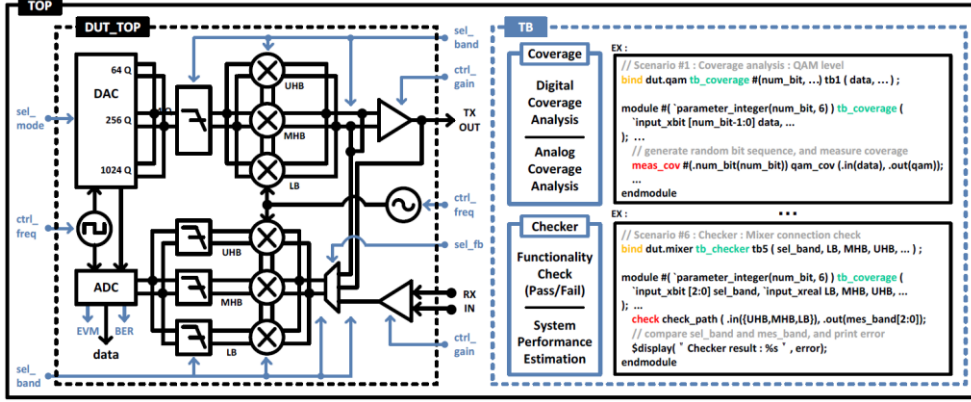 TOP
DUT_TOP
sel_
band
ctrl_
gain
64 Q
DAC
256 Q
1024 Q
sel_
mode
UHB
MHB
LB
TX
OUT
ctrl_
freq
ctrl_
freq
sel_fb
UHB
MHB
LB
ADC
EVM
BER
data
RX
IN
ctrl_
gain
sel_
band
TB
Coverage
Digital
Coverage
Analysis
Analog
Coverage
Analysis
EX :
// Scenario #1 : Coverage analysis : QAM level
bind dut.qam tb_coverage #(num_bit, ...) tb1 ( data, ... ) ;
module #( `parameter_integer(num_bit, 6) ) tb_coverage (
`input_xbit [num_bit-1:0] data, ...
); ...
// generate random bit sequence, and measure coverage
meas_cov #(.num_bit(num_bit)) qam_cov (.in(data), .out(qam));
...
endmodule
...
Checker
Functionality
Check
(Pass/Fail)
System
Performance
Estimation
EX :
// Scenario #6 : Checker : Mixer connection check
bind dut.mixer tb_checker tb5 ( sel_band, LB, MHB, UHB, ... ) ;
module #( `parameter_integer(num_bit, 6) ) tb_coverage (
`input_xbit [2:0] sel_band, `input_xreal LB, MHB, UHB, ...
); ...
check check_path ( .in({UHB,MHB,LB}), .out(mes_band[2:0]);
// compare sel_band and mes_band, and print error
$display( " Checker result : %s " , error);
endmodule